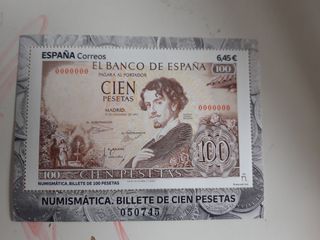 ESPAÑA Correos
6,45 €
EL BANCO DE ESPAÑA
PAGARA AL PORTADOR
100
0000000
CIEN
PESETAS
0000000
MADRID
100
100
CIEN PESETAS
NUMISMÁTICA. BILLETE DE 100 PESETAS
NUMISMÁTICA. BILLETE DE CIEN PESETAS
050745